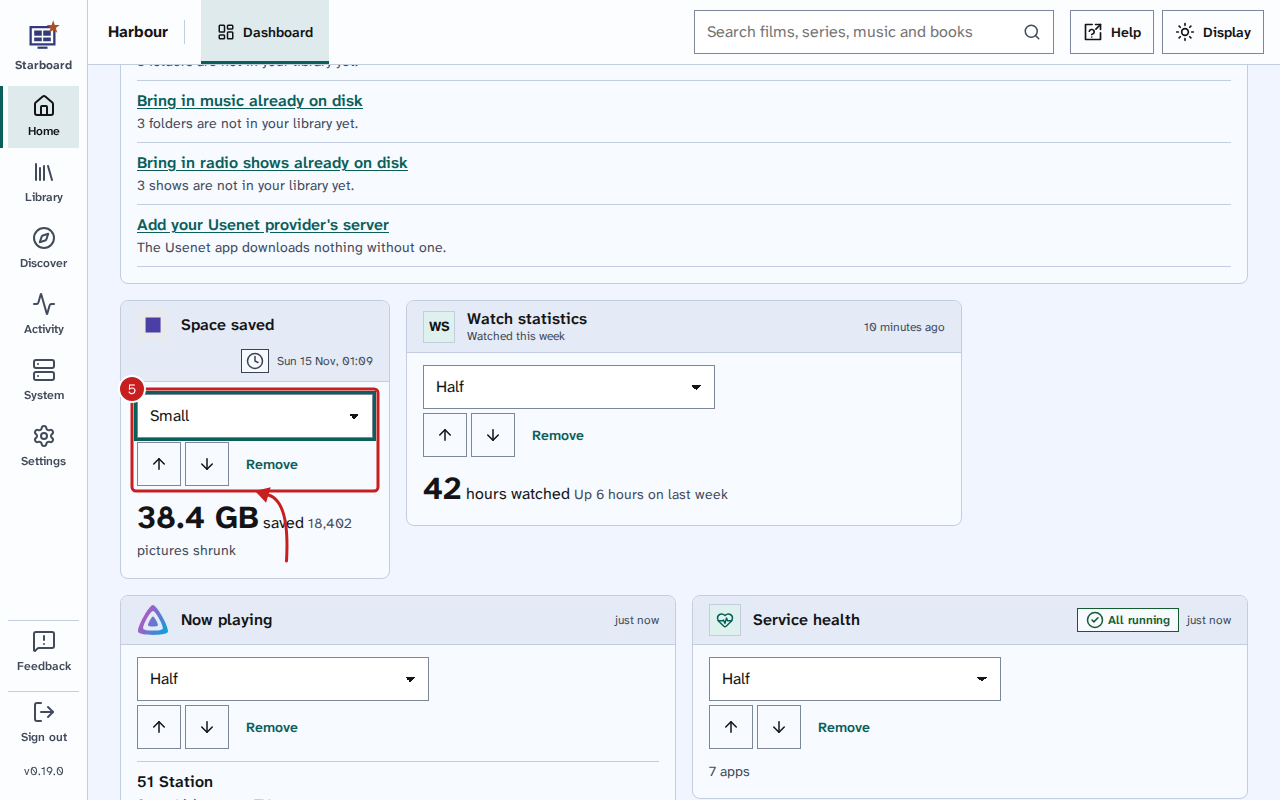 Starboard
Home
Library
Discover
Activity
System
Settings
Feedback
Sign out
v0.19.0
Harbour
Dashboard
Search films, series, music and books
Help
Display
Bring in music already on disk
3 folders are not in your library yet.
Bring in radio shows already on disk
3 shows are not in your library yet.
Add your Usenet provider's server
The Usenet app downloads nothing without one.
Space saved
Sun 15 Nov, 01:09
5
Small
Remove
38.4 GB saved 18,402
pictures shrunk
WS
Watch statistics
Watched this week
10 minutes ago
Half
Remove
42 hours watched Up 6 hours on last week
Now playing
just now
Half
Remove
51 Station
Service health
All running
just now
Half
Remove
7 apps